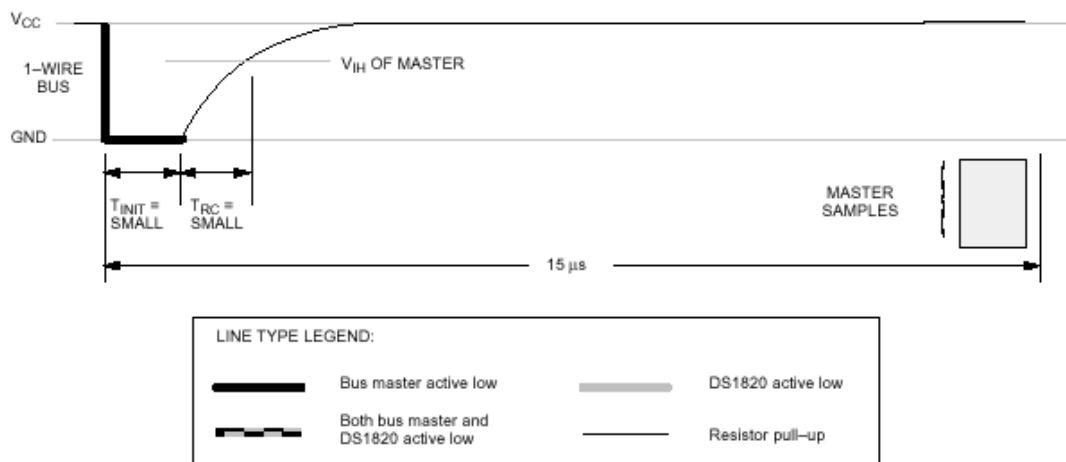 VCC
1–WIRE
BUS
VIH OF MASTER
GND
TINIT =
SMALL
TRC =
SMALL
MASTER
SAMPLES
15 µs
LINE TYPE LEGEND:
Bus master active low
DS1820 active low
Both bus master and
DS1820 active low
Resistor pull–up